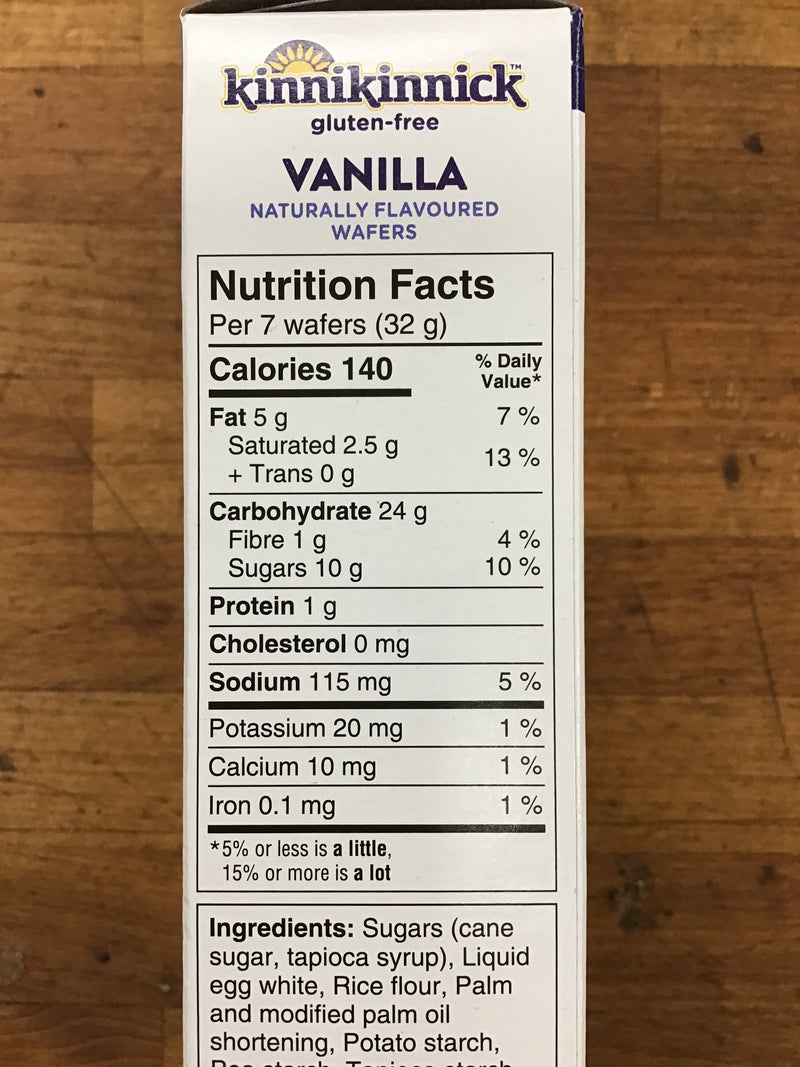 kinnikinnick™
gluten-free
VANILLA
NATURALLY FLAVOURED
WAFERS
Nutrition Facts
Per 7 wafers (32 g)
Calories 140
% Daily
Value*
Fat 5 g 7 %
Saturated 2.5 g
+ Trans 0 g
13 %
Carbohydrate 24 g
Fibre 1 g 4 %
Sugars 10 g 10 %
Protein 1 g
Cholesterol 0 mg
Sodium 115 mg 5 %
Potassium 20 mg 1 %
Calcium 10 mg 1 %
Iron 0.1 mg 1 %
*5% or less is a little,
15% or more is a lot
Ingredients: Sugars (cane
sugar, tapioca syrup), Liquid
egg white, Rice flour, Palm
and modified palm oil
shortening, Potato starch,